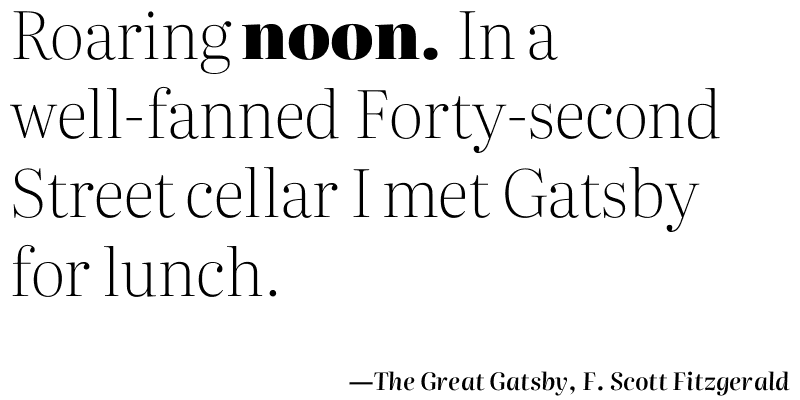 Roaring noon. In a
well-fanned Forty-second
Street cellar I met Gatsby
for lunch.
—The Great Gatsby, F. Scott Fitzgerald